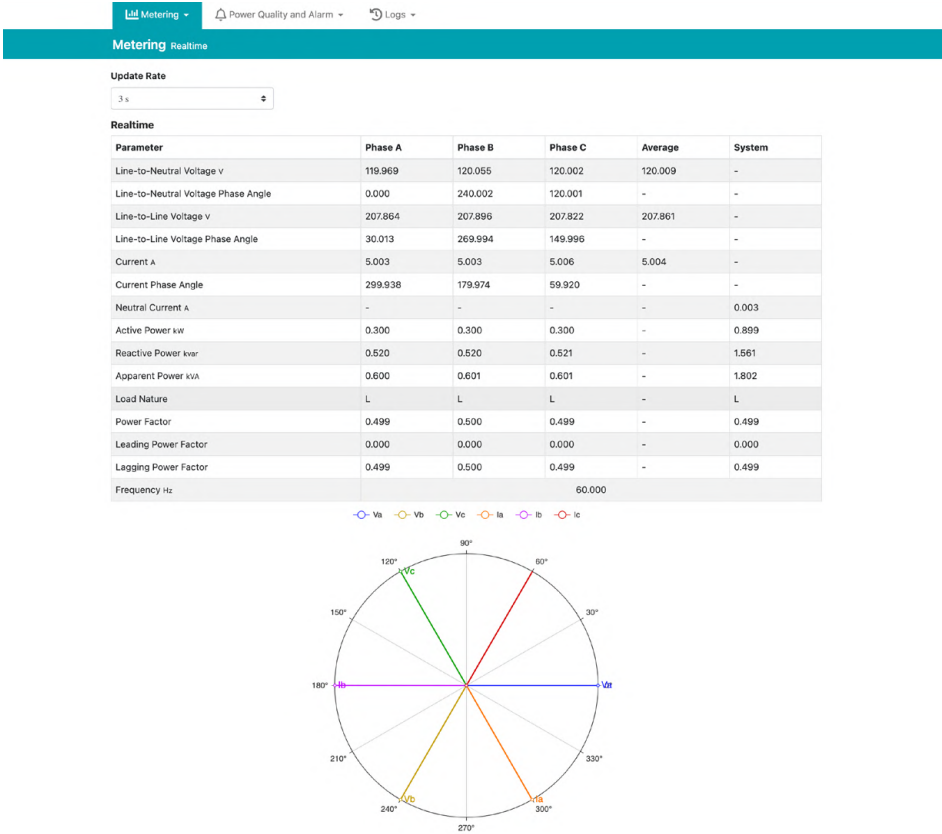 Metering Power Quality and Alarm Logs
Metering Realtime
Update Rate
3 s
Realtime
Parameter Phase A Phase B Phase C Average System
Line-to-Neutral Voltage V 119.969 120.055 120.002 120.009 -
Line-to-Neutral Voltage Phase Angle 0.000 240.002 120.001 - -
Line-to-Line Voltage V 207.864 207.896 207.822 207.861 -
Line-to-Line Voltage Phase Angle 30.013 269.994 149.996 - -
Current A 5.003 5.003 5.006 5.004 -
Current Phase Angle 299.938 179.974 59.920 - -
Neutral Current A - - - - 0.003
Active Power kW 0.300 0.300 0.300 - 0.899
Reactive Power kvar 0.520 0.520 0.521 - 1.561
Apparent Power kVA 0.600 0.601 0.601 - 1.802
Load Nature L L L - L
Power Factor 0.499 0.500 0.499 - 0.499
Leading Power Factor 0.000 0.000 0.000 - 0.000
Lagging Power Factor 0.499 0.500 0.499 - 0.499
Frequency Hz 60.000
Va Vb Vc Ia Ib Ic
90°
120° Vc 60°
150° 30°
180° Ib
210° 330°
240° Vb Ia 300°
270°